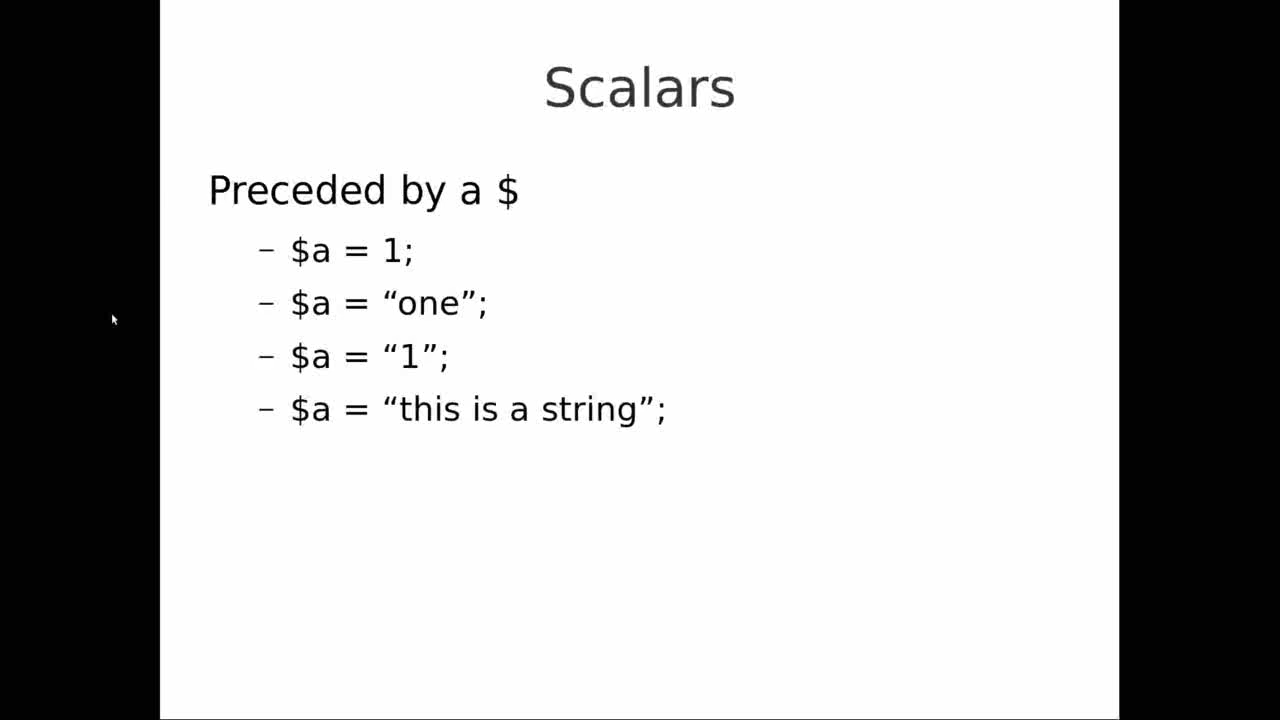 Scalars
Preceded by a $
– $a = 1;
– $a = “one”;
– $a = “1”;
– $a = “this is a string”;